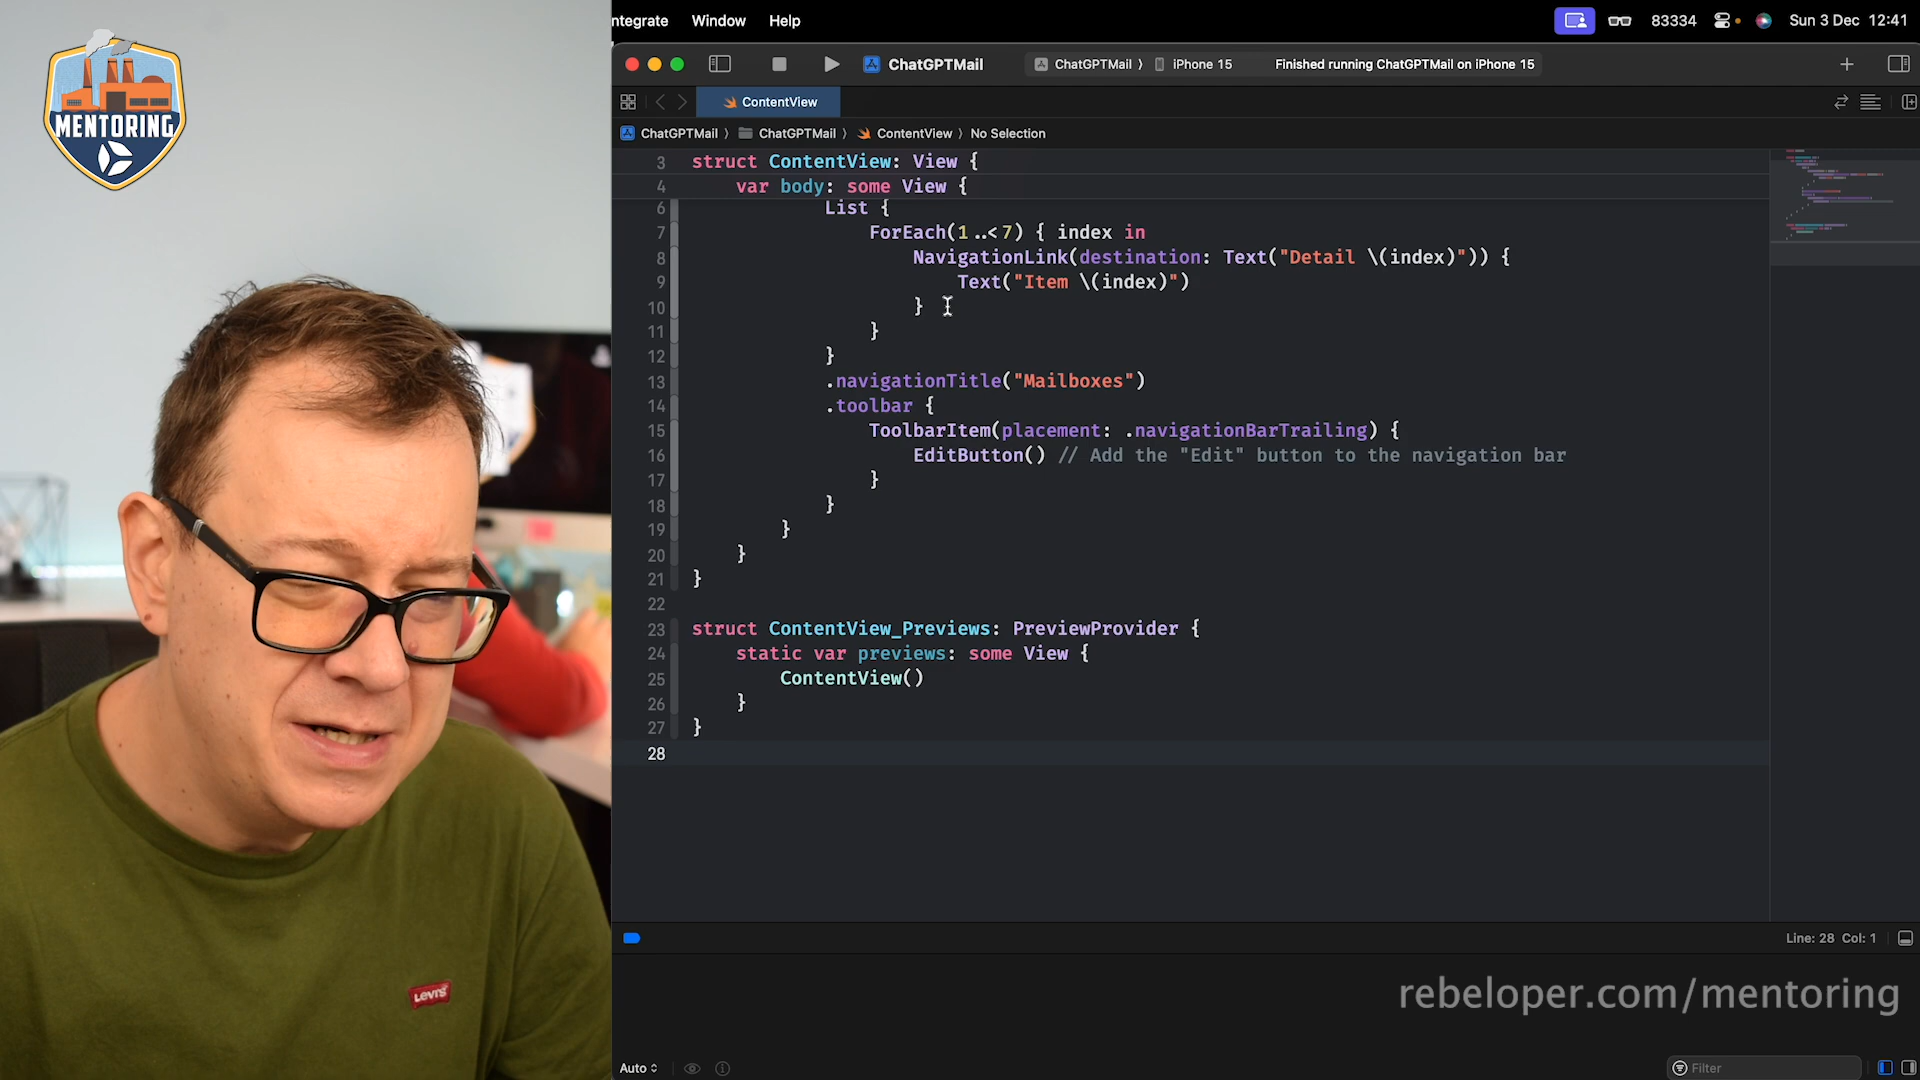 MENTORING
ntegrate Window Help
83334 Sun 3 Dec 12:41
ChatGPTMail
ChatGPTMail ⟩ iPhone 15
Finished running ChatGPTMail on iPhone 15
ContentView
ChatGPTMail ⟩ ChatGPTMail ⟩ ContentView ⟩ No Selection
3 struct ContentView: View {
4 var body: some View {
6 List {
7 ForEach(1..<7) { index in
8 NavigationLink(destination: Text("Detail \(index)")) {
9 Text("Item \(index)")
10 }
11 }
12 }
13 .navigationTitle("Mailboxes")
14 .toolbar {
15 ToolbarItem(placement: .navigationBarTrailing) {
16 EditButton() // Add the "Edit" button to the navigation bar
17 }
18 }
19 }
20 }
21 }
22
23 struct ContentView_Previews: PreviewProvider {
24 static var previews: some View {
25 ContentView()
26 }
27 }
28
Line: 28 Col: 1
Levi's
rebeloper.com/mentoring
Auto
Filter